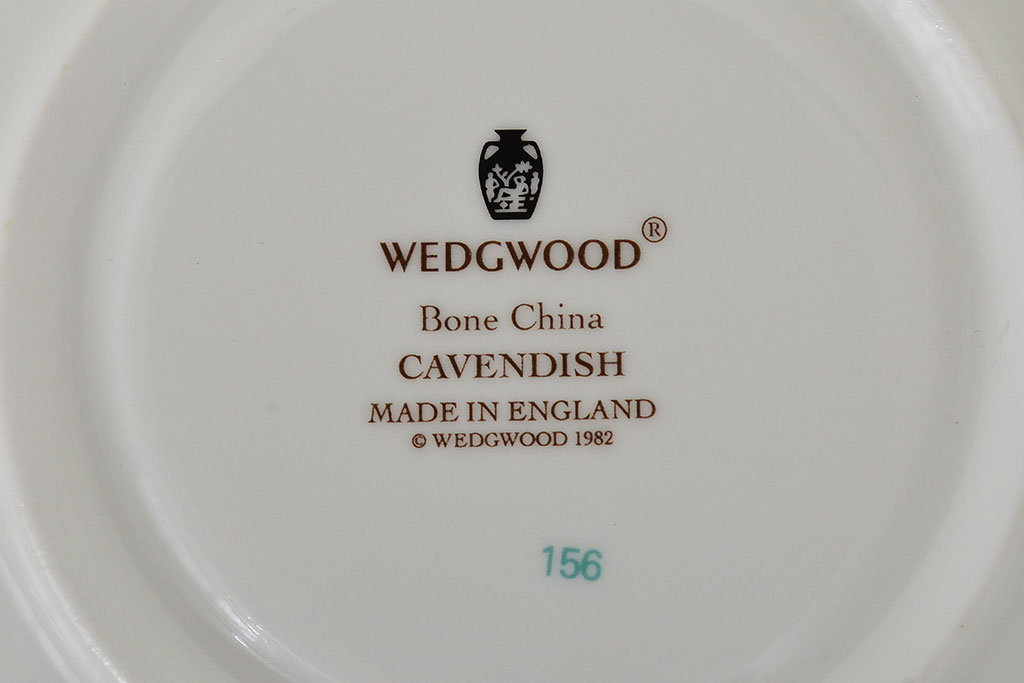 WEDGWOOD®
Bone China
CAVENDISH
MADE IN ENGLAND
© WEDGWOOD 1982
156